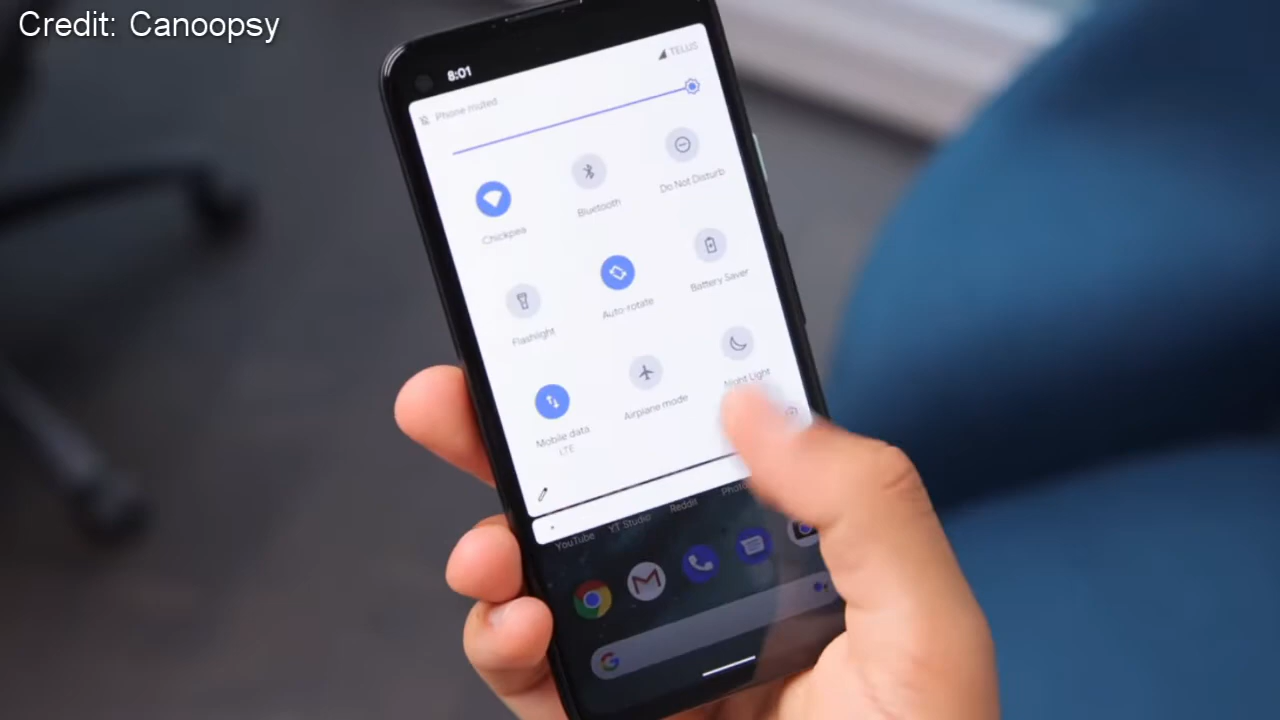 Credit: Canoopsy
8:01
TELUS
Phone muted
Chickpea
Bluetooth
Do Not Disturb
Flashlight
Auto-rotate
Battery Saver
Mobile data
LTE
Airplane mode
Night Light
YouTube
YT Studio
Reddit